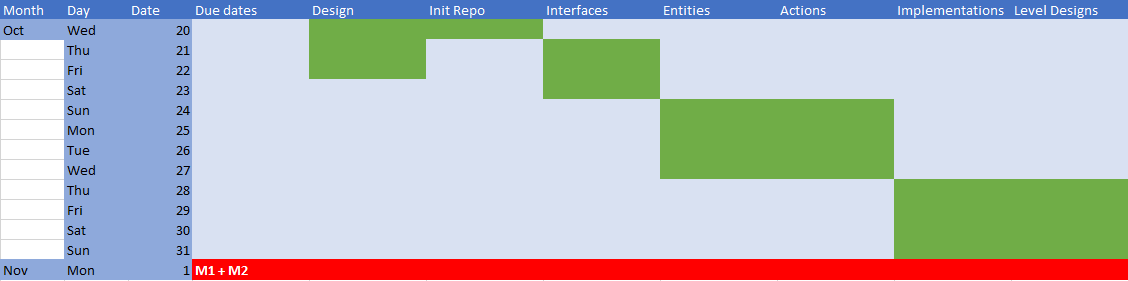 Month Day Date Due dates Design Init Repo Interfaces Entities Actions Implementations Level Designs
Oct Wed 20
Thu 21
Fri 22
Sat 23
Sun 24
Mon 25
Tue 26
Wed 27
Thu 28
Fri 29
Sat 30
Sun 31
Nov Mon 1 M1 + M2